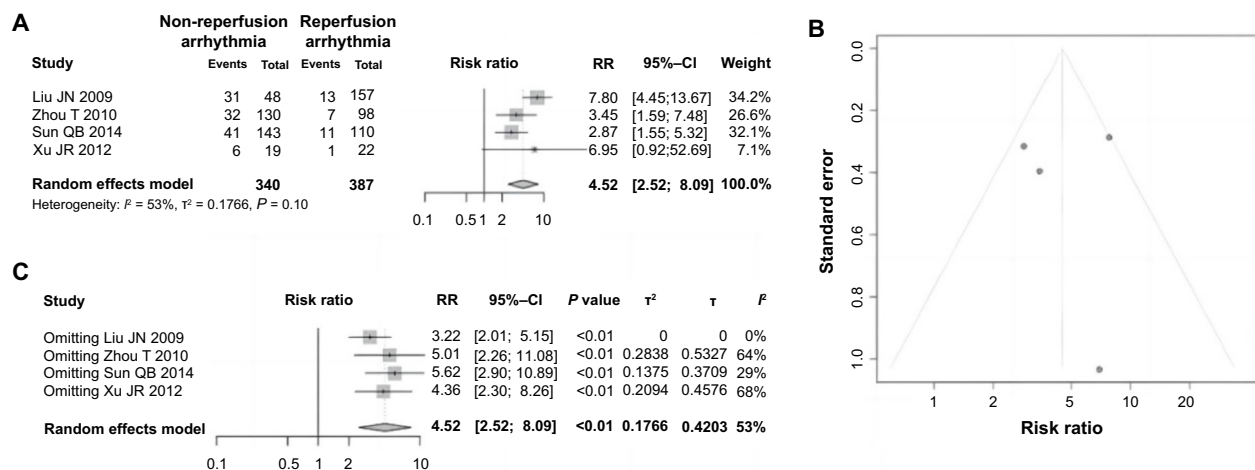 A
Non-reperfusion Reperfusion
arrhythmia arrhythmia
Study Events Total Events Total Risk ratio RR 95%–CI Weight
Liu JN 2009 31 48 13 157 7.80 [4.45;13.67] 34.2%
Zhou T 2010 32 130 7 98 3.45 [1.59; 7.48] 26.6%
Sun QB 2014 41 143 11 110 2.87 [1.55; 5.32] 32.1%
Xu JR 2012 6 19 1 22 6.95 [0.92;52.69] 7.1%
Random effects model 340 387 4.52 [2.52; 8.09] 100.0%
Heterogeneity: I² = 53%, τ² = 0.1766, P = 0.10
0.1 0.5 1 2 10
B
Standard error
0.0
0.2
0.4
0.6
0.8
1.0
1 2 5 10 20
Risk ratio
C
Study Risk ratio RR 95%–CI P value τ² τ I²
Omitting Liu JN 2009 3.22 [2.01; 5.15] <0.01 0 0 0%
Omitting Zhou T 2010 5.01 [2.26; 11.08] <0.01 0.2838 0.5327 64%
Omitting Sun QB 2014 5.62 [2.90; 10.89] <0.01 0.1375 0.3709 29%
Omitting Xu JR 2012 4.36 [2.30; 8.26] <0.01 0.2094 0.4576 68%
Random effects model 4.52 [2.52; 8.09] <0.01 0.1766 0.4203 53%
0.1 0.5 1 2 10